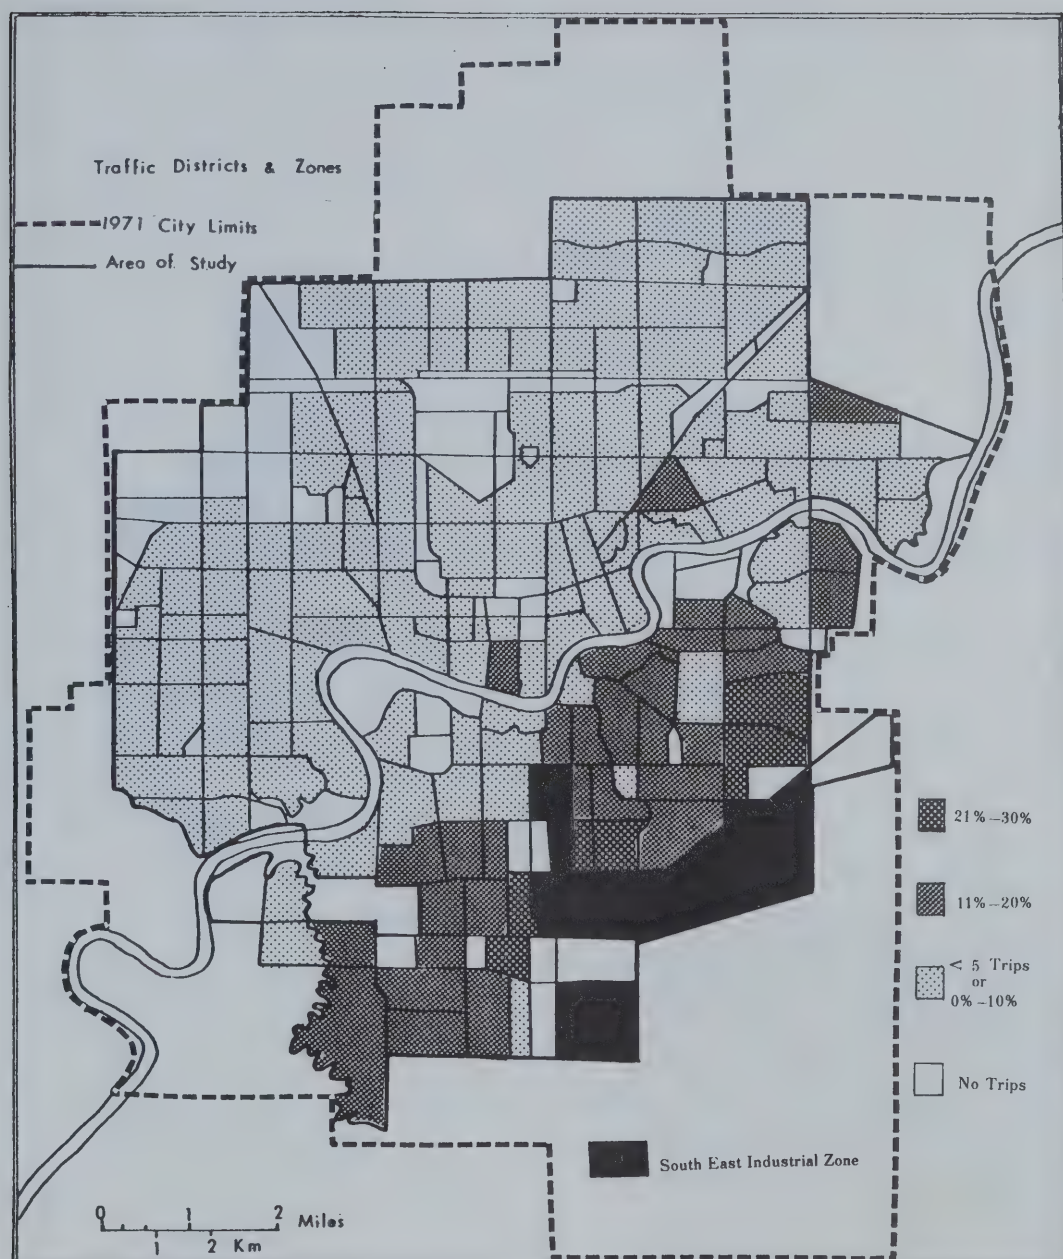 Traffic Districts & Zones
1971 City Limits
Area of Study
21%–30%
11%–20%
< 5 Trips
or
0%–10%
No Trips
South East Industrial Zone
0 1 2 Miles
1 2 Km